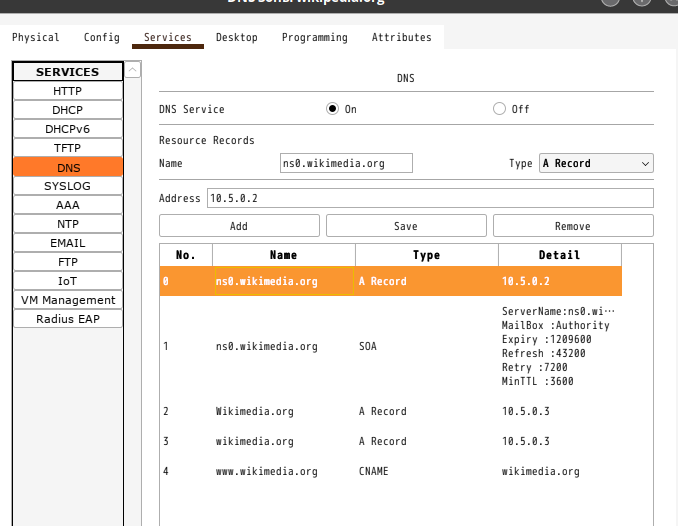 Physical Config Services Desktop Programming Attributes
SERVICES
HTTP
DHCP
DHCPv6
TFTP
DNS
SYSLOG
AAA
NTP
EMAIL
FTP
IoT
VM Management
Radius EAP
DNS
DNS Service On Off
Resource Records
Name ns0.wikimedia.org Type A Record
Address 10.5.0.2
Add Save Remove
No. Name Type Detail
0 ns0.wikimedia.org A Record 10.5.0.2
1 ns0.wikimedia.org SOA
ServerName:ns0.wi···
MailBox :Authority
Expiry :1209600
Refresh :43200
Retry :7200
MinTTL :3600
2 Wikimedia.org A Record 10.5.0.3
3 wikimedia.org A Record 10.5.0.3
4 www.wikimedia.org CNAME wikimedia.org